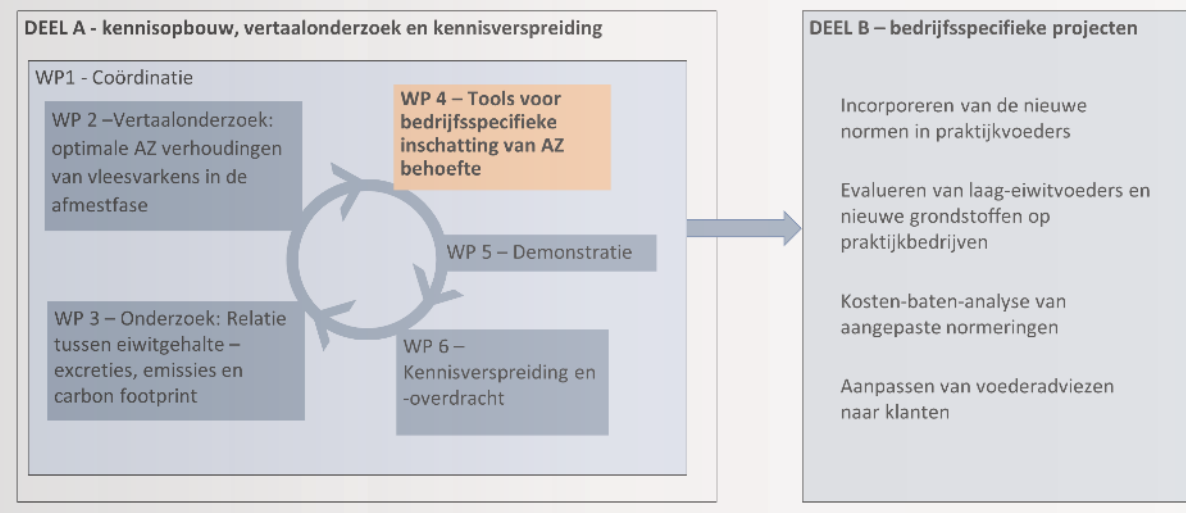 DEEL A - kennisopbouw, vertaalonderzoek en kennisverspreiding
WP1 - Coördinatie
WP 2 –Vertaalonderzoek:
optimale AZ verhoudingen
van vleesvarkens in de
afmestfase
WP 4 – Tools voor
bedrijfsspecifieke
inschatting van AZ
behoefte
WP 5 – Demonstratie
WP 3 – Onderzoek: Relatie
tussen eiwitgehalte –
excreties, emissies en
carbon footprint
WP 6 –
Kennisverspreiding en
-overdracht
DEEL B – bedrijfsspecifieke projecten
Incorporeren van de nieuwe
normen in praktijkvoeders
Evalueren van laag-eiwitvoeders en
nieuwe grondstoffen op
praktijkbedrijven
Kosten-baten-analyse van
aangepaste normeringen
Aanpassen van voederadviezen
naar klanten